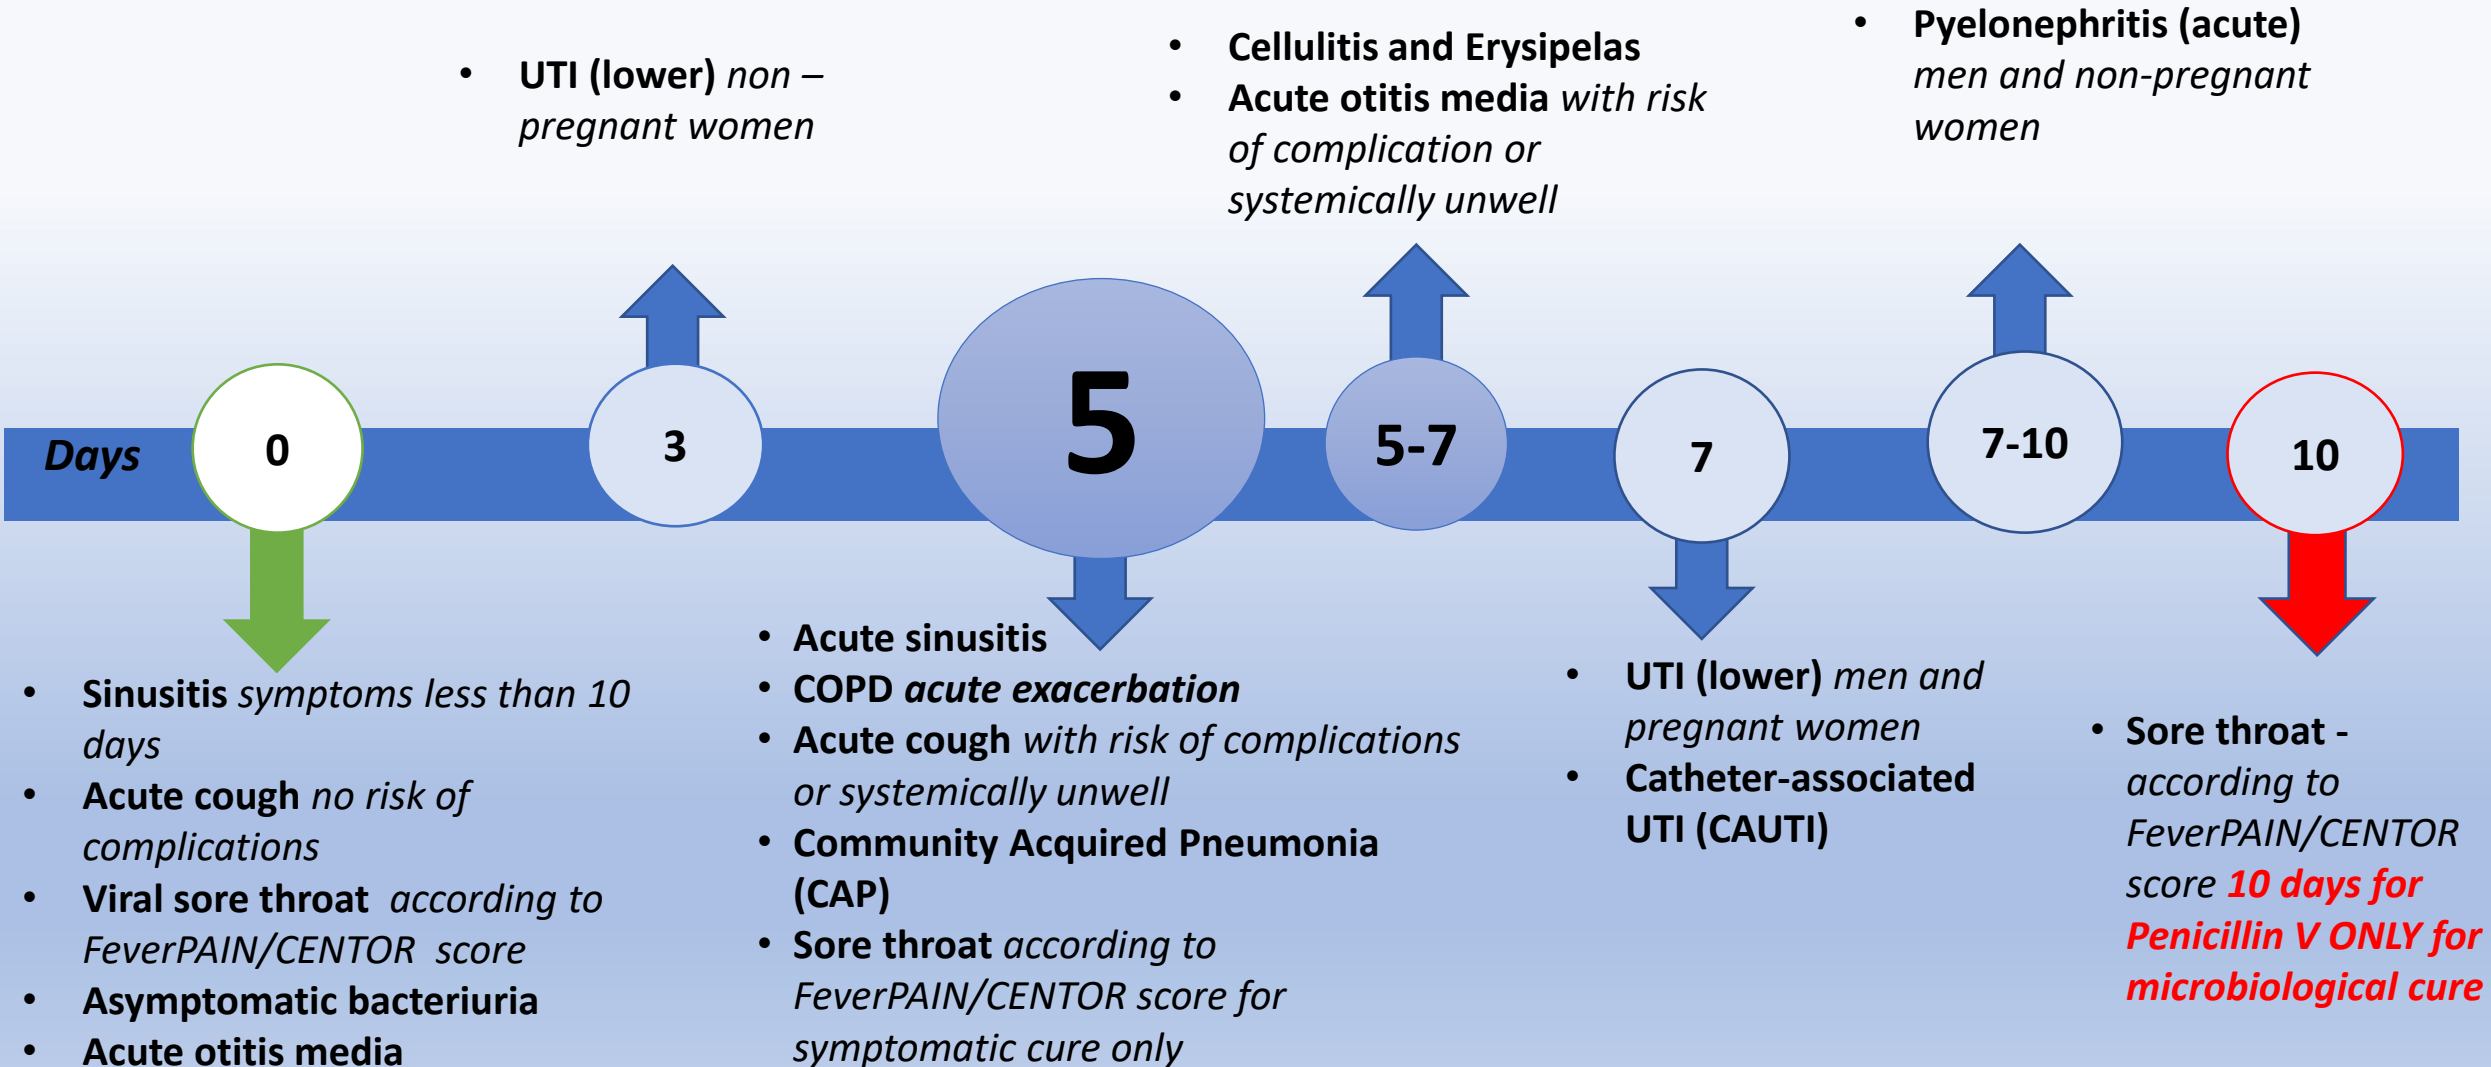 • UTI (lower) non –
pregnant women
• Cellulitis and Erysipelas
• Acute otitis media with risk
of complication or
systemically unwell
• Pyelonephritis (acute)
men and non-pregnant
women
Days
0
3
5
5-7
7
7-10
10
• Sinusitis symptoms less than 10
days
• Acute cough no risk of
complications
• Viral sore throat according to
FeverPAIN/CENTOR score
• Asymptomatic bacteriuria
• Acute otitis media
• Acute sinusitis
• COPD acute exacerbation
• Acute cough with risk of complications
or systemically unwell
• Community Acquired Pneumonia
(CAP)
• Sore throat according to
FeverPAIN/CENTOR score for
symptomatic cure only
• UTI (lower) men and
pregnant women
• Catheter-associated
UTI (CAUTI)
• Sore throat -
according to
FeverPAIN/CENTOR
score 10 days for
Penicillin V ONLY for
microbiological cure